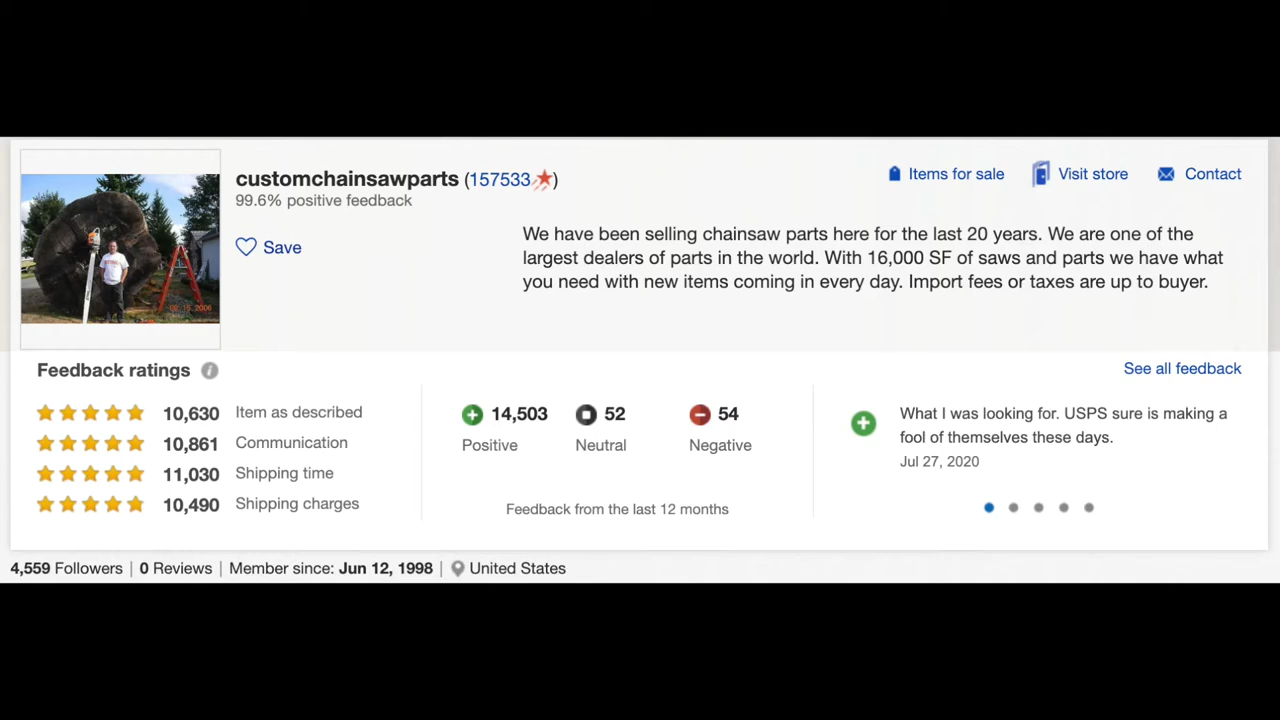 customchainsawparts (157533)
99.6% positive feedback
Save
Items for sale
Visit store
Contact
We have been selling chainsaw parts here for the last 20 years. We are one of the
largest dealers of parts in the world. With 16,000 SF of saws and parts we have what
you need with new items coming in every day. Import fees or taxes are up to buyer.
Feedback ratings
See all feedback
10,630 Item as described
10,861 Communication
11,030 Shipping time
10,490 Shipping charges
14,503 52 54
Positive Neutral Negative
Feedback from the last 12 months
What I was looking for. USPS sure is making a
fool of themselves these days.
Jul 27, 2020
4,559 Followers | 0 Reviews | Member since: Jun 12, 1998 | United States